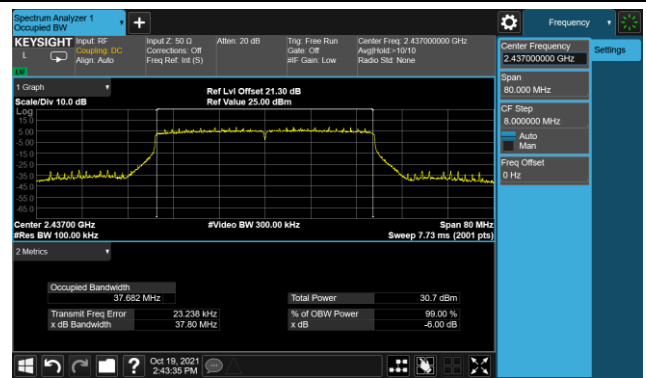 Spectrum Analyzer 1
Occupied BW
+
Frequency
KEYSIGHT
L
Input: RF
Coupling: DC
Align: Auto
Input Z: 50 Ω
Corrections: Off
Freq Ref: Int (S)
Atten: 20 dB
Trig: Free Run
Gate: Off
#IF Gain: Low
Center Freq: 2.437000000 GHz
Avg|Hold:>10/10
Radio Std: None
Center Frequency
2.437000000 GHz
Settings
Span
80.000 MHz
CF Step
8.000000 MHz
Auto
Man
Freq Offset
0 Hz
1 Graph
Scale/Div 10.0 dB
Ref Lvl Offset 21.30 dB
Ref Value 25.00 dBm
Log
15.0
5.00
-5.00
-15.0
-25.0
-35.0
-45.0
-55.0
-65.0
Center 2.43700 GHz
#Res BW 100.00 kHz
#Video BW 300.00 kHz
Span 80 MHz
Sweep 7.73 ms (2001 pts)
2 Metrics
Occupied Bandwidth
37.682 MHz
Total Power 30.7 dBm
Transmit Freq Error 23.238 kHz
% of OBW Power 99.00 %
x dB Bandwidth 37.80 MHz
x dB -6.00 dB
?
Oct 19, 2021
2:43:35 PM